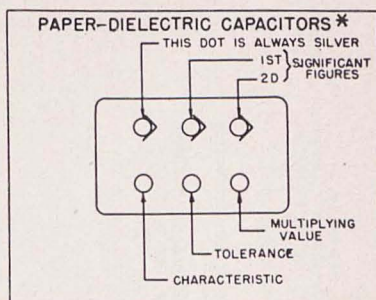 PAPER-DIELECTRIC CAPACITORS*
THIS DOT IS ALWAYS SILVER
1ST
2D
SIGNIFICANT
FIGURES
MULTIPLYING
VALUE
TOLERANCE
CHARACTERISTIC